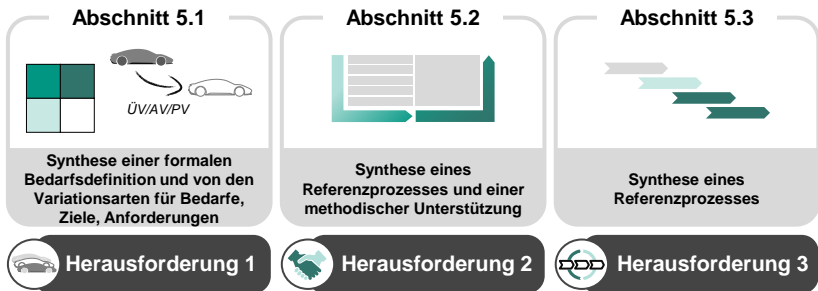 Abschnitt 5.1
ÜV/AV/PV
Synthese einer formalen
Bedarfsdefinition und von den
Variationsarten für Bedarfe,
Ziele, Anforderungen
Herausforderung 1
Abschnitt 5.2
Synthese eines
Referenzprozesses und einer
methodischer Unterstützung
Herausforderung 2
Abschnitt 5.3
Synthese eines
Referenzprozesses
Herausforderung 3